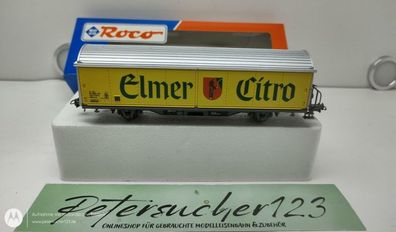 Roco
Elmer Citro
Petersucher123
ONLINESHOP FÜR GEBRAUCHTE MODELLEISENBAHN & ZUBEHÖR